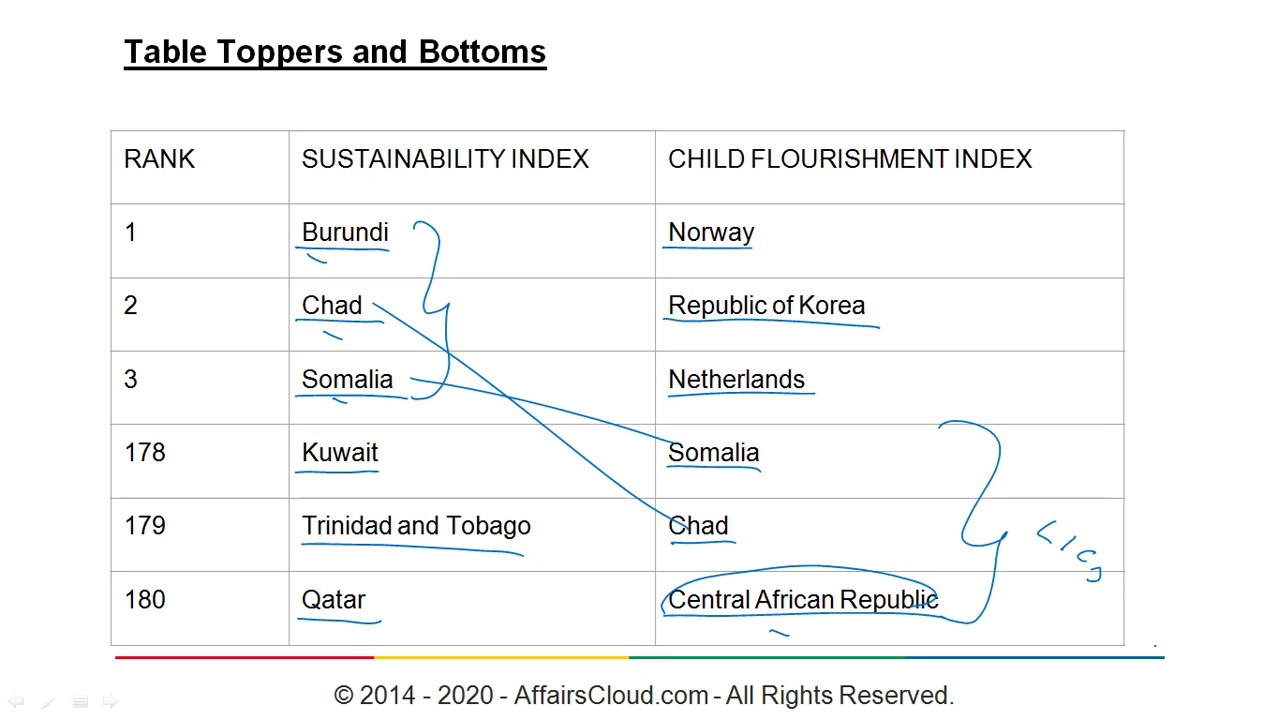 Table Toppers and Bottoms
RANK SUSTAINABILITY INDEX CHILD FLOURISHMENT INDEX
1 Burundi Norway
2 Chad Republic of Korea
3 Somalia Netherlands
178 Kuwait Somalia
179 Trinidad and Tobago Chad
180 Qatar Central African Republic
© 2014 - 2020 - AffairsCloud.com - All Rights Reserved.